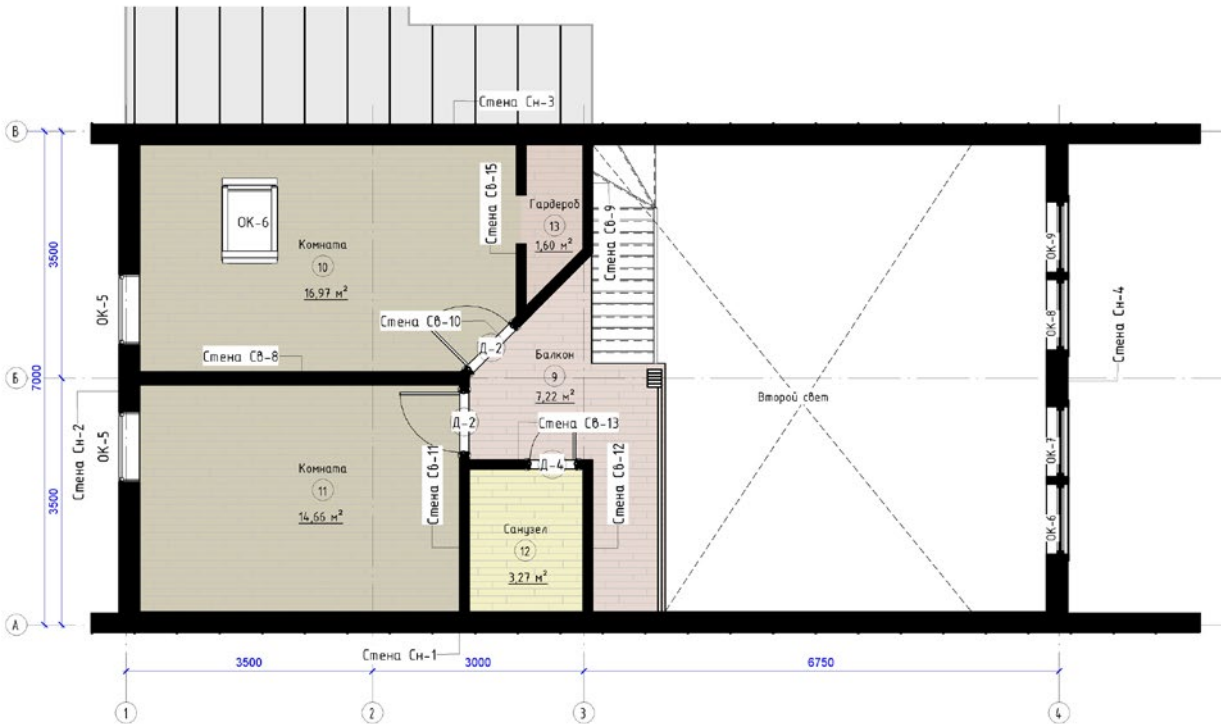 Стена Сн-3
В
Стена Св-15
Стена Св-9
Гардероб
13
1,60 м²
ОК-6
Комната
10
16,97 м²
ОК-9
3500
ОК-5
ОК-8
Стена Сн-4
Стена Св-10
Д-2
Стена Св-8
Балкон
9
7,22 м²
Б
7000
Второй свет
Стена Сн-2
ОК-5
Д-2
Стена Св-13
ОК-7
Стена Св-11
Д-4
Стена Св-12
Комната
11
14,66 м²
3500
Санузел
12
3,27 м²
ОК-6
А
Стена Сн-1
3500
3000
6750
1
2
3
4